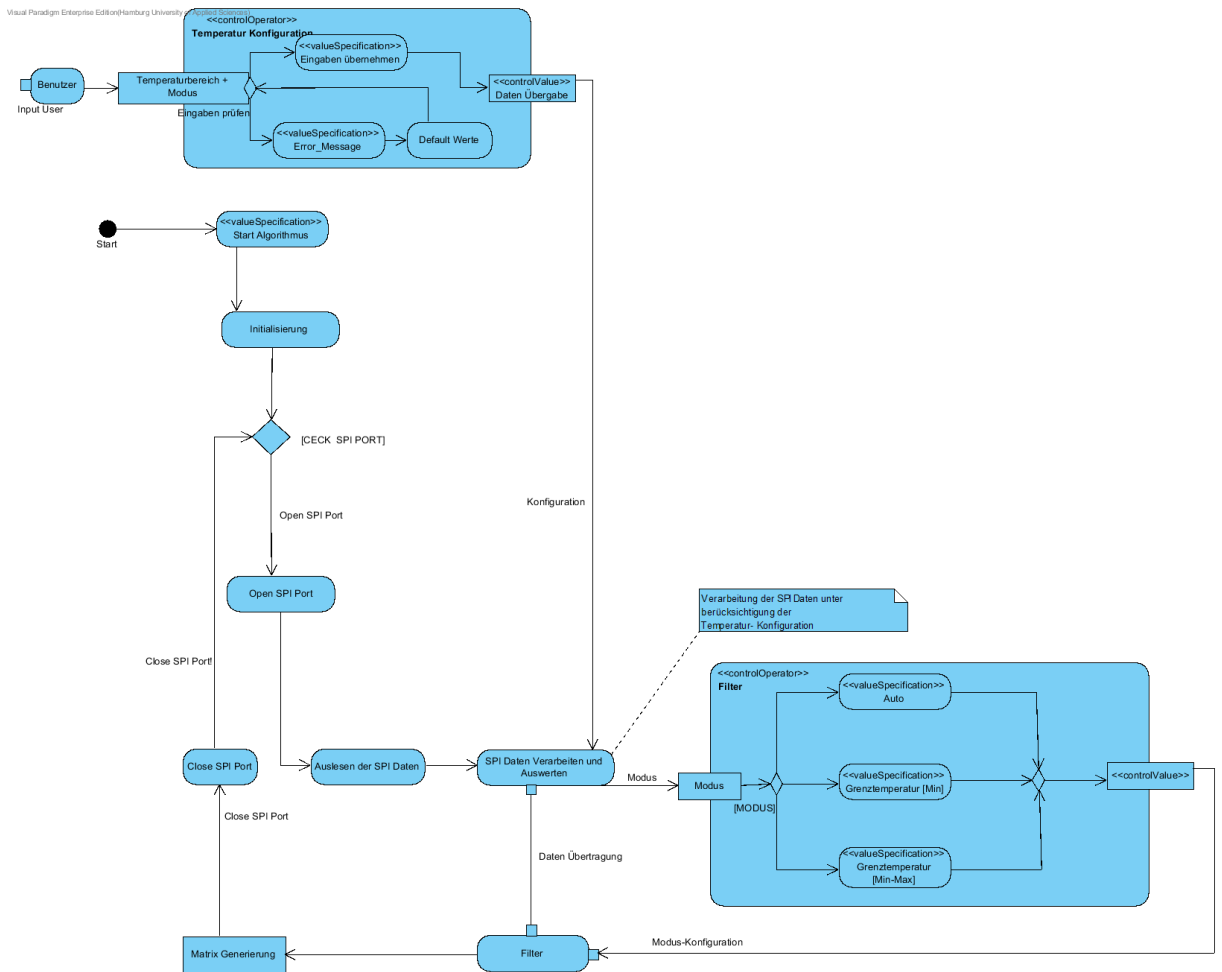 Visual Paradigm Enterprise Edition(Hamburg University of Applied Sciences)
<<controlOperator>>
Temperatur Konfiguration
<<valueSpecification>>
Eingaben übernehmen
Benutzer
Input User
Temperaturbereich +
Modus
Eingaben prüfen
<<controlValue>>
Daten Übergabe
<<valueSpecification>>
Error_Message
Default Werte
<<valueSpecification>>
Start Algorithmus
Start
Initialisierung
[CECK SPI PORT]
Konfiguration
Open SPI Port
Open SPI Port
Verarbeitung der SPI Daten unter
berücksichtigung der
Temperatur- Konfiguration
Close SPI Port!
<<controlOperator>>
Filter
<<valueSpecification>>
Auto
Close SPI Port
Auslesen der SPI Daten
SPI Daten Verarbeiten und
Auswerten
Modus
Modus
[MODUS]
<<valueSpecification>>
Grenztemperatur [Min]
<<controlValue>>
Close SPI Port
Daten Übertragung
<<valueSpecification>>
Grenztemperatur
[Min-Max]
Modus-Konfiguration
Matrix Generierung
Filter